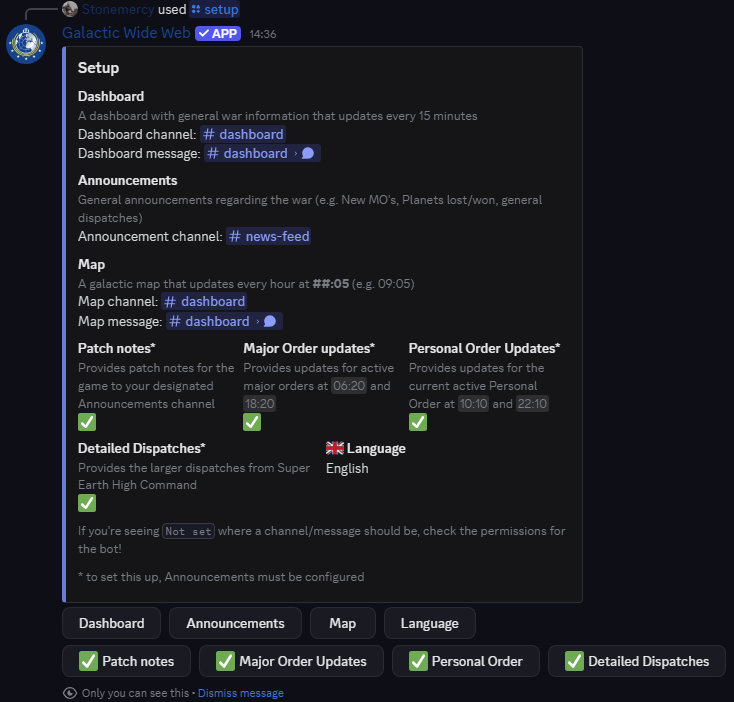 Stonemercy used setup
Galactic Wide Web APP 14:36
Setup
Dashboard
A dashboard with general war information that updates every 15 minutes
Dashboard channel: # dashboard
Dashboard message: # dashboard ›
Announcements
General announcements regarding the war (e.g. New MO's, Planets lost/won, general
dispatches)
Announcement channel: # news-feed
Map
A galactic map that updates every hour at ##:05 (e.g. 09:05)
Map channel: # dashboard
Map message: # dashboard ›
Patch notes*
Provides patch notes for the
game to your designated
Announcements channel
Major Order updates*
Provides updates for active
major orders at 06:20 and
18:20
Personal Order Updates*
Provides updates for the
current active Personal
Order at 10:10 and 22:10
Detailed Dispatches*
Provides the larger dispatches from Super
Earth High Command
Language
English
If you're seeing Not set where a channel/message should be, check the permissions for
the bot!
* to set this up, Announcements must be configured
Dashboard
Announcements
Map
Language
Patch notes
Major Order Updates
Personal Order
Detailed Dispatches
Only you can see this • Dismiss message